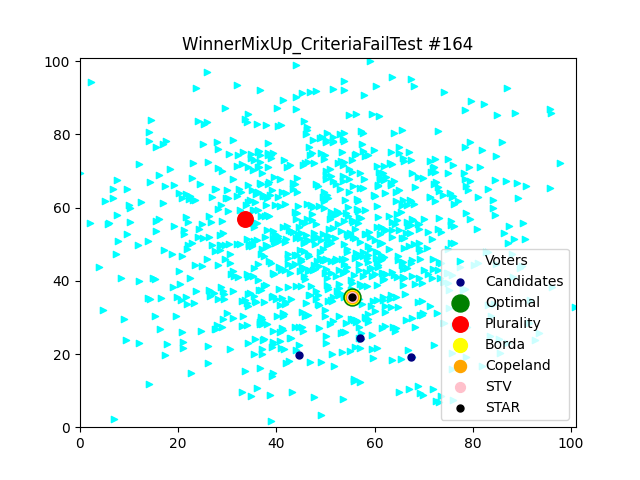 WinnerMixUp_CriteriaFailTest #164
100
80
60
40
20
0
0 20 40 60 80 100
Voters
Candidates
Optimal
Plurality
Borda
Copeland
STV
STAR